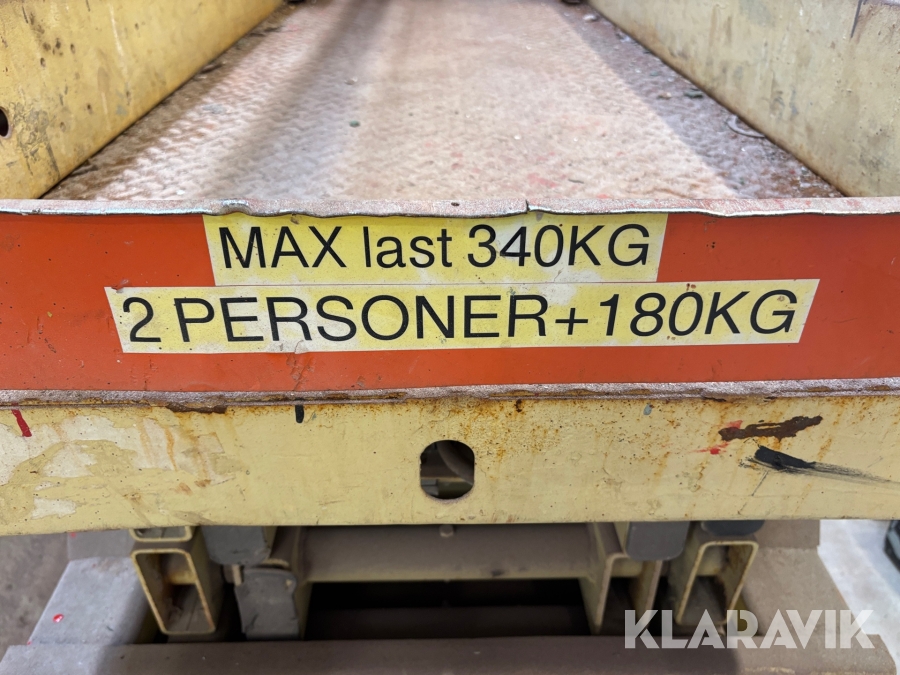 MAX last 340KG
2 PERSONER+180KG
KLARAVIK